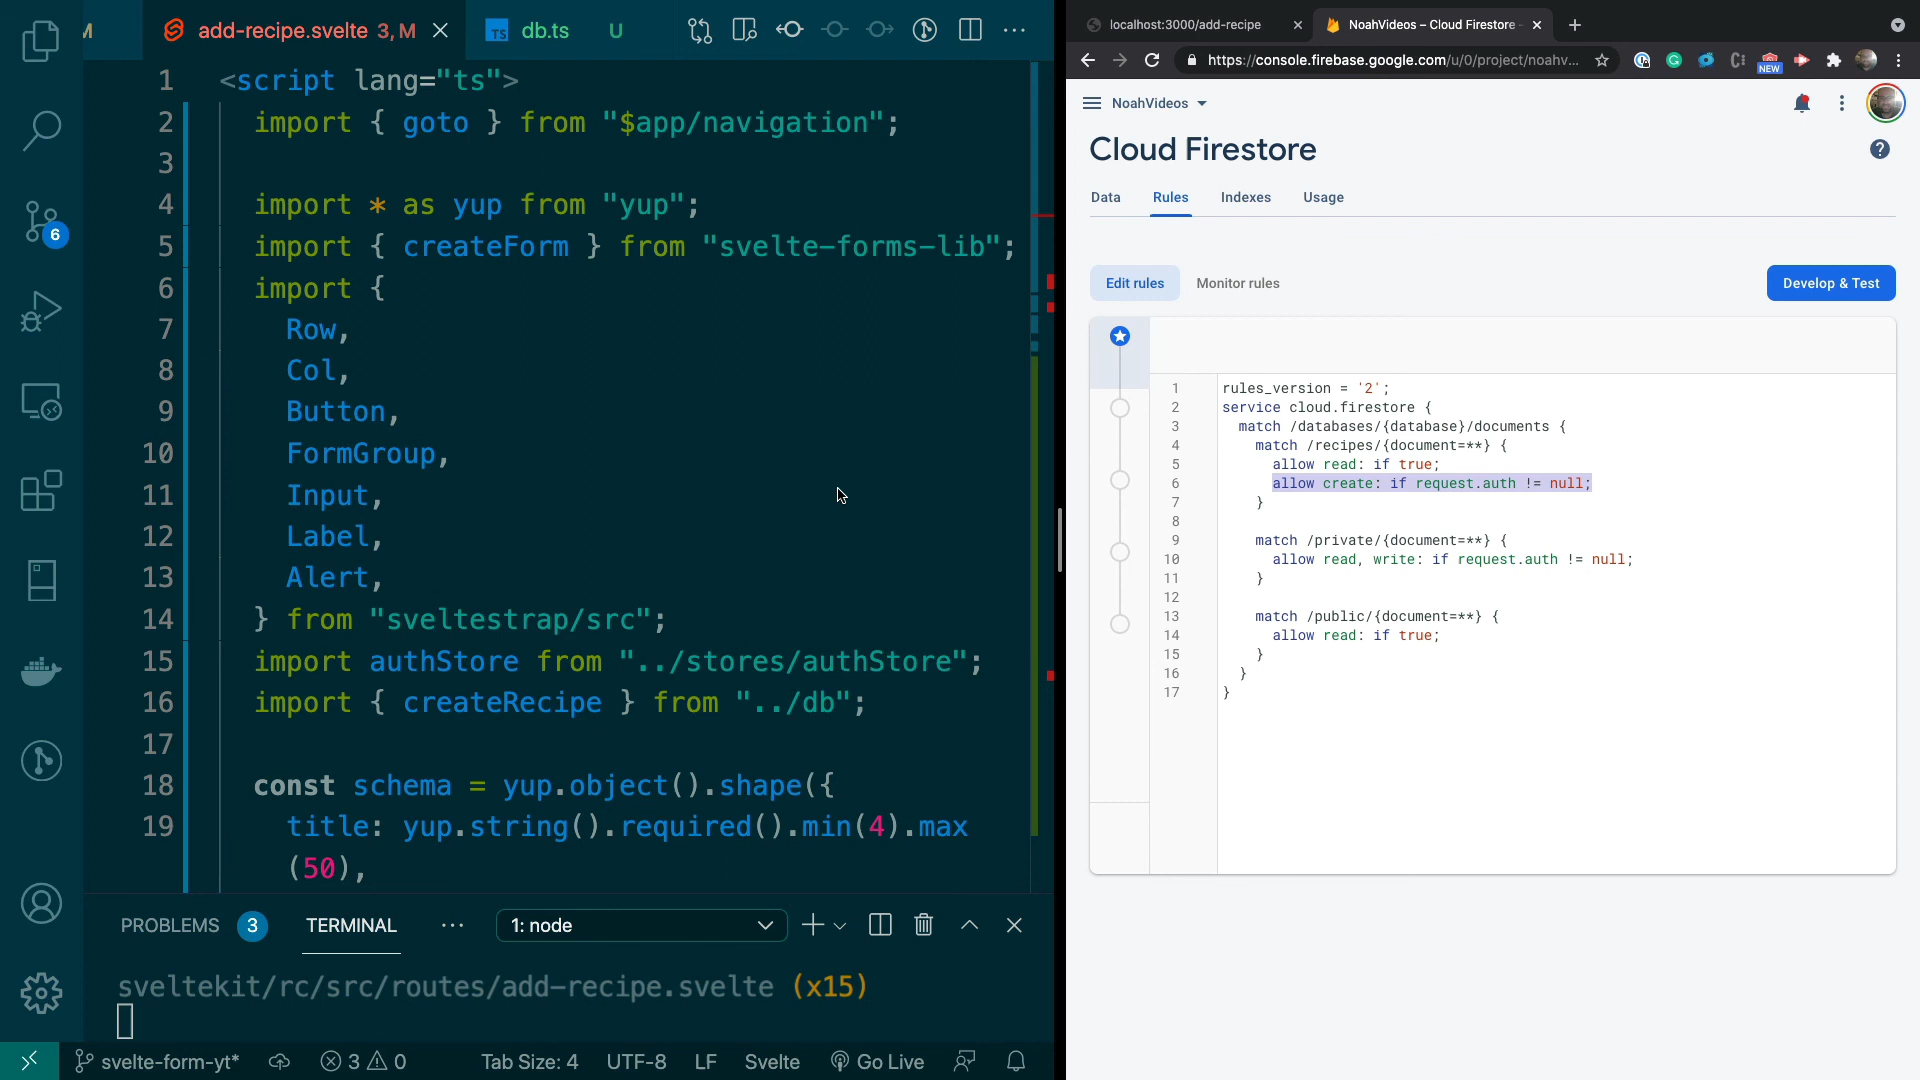 M
add-recipe.svelte 3, M
TS db.ts U
1 <script lang="ts">
2 import { goto } from "$app/navigation";
3
4 import * as yup from "yup";
5 import { createForm } from "svelte-forms-lib";
6 import {
7 Row,
8 Col,
9 Button,
10 FormGroup,
11 Input,
12 Label,
13 Alert,
14 } from "sveltestrap/src";
15 import authStore from "../stores/authStore";
16 import { createRecipe } from "../db";
17
18 const schema = yup.object().shape({
19 title: yup.string().required().min(4).max
(50),
6
PROBLEMS 3 TERMINAL ... 1: node
sveltekit/rc/src/routes/add-recipe.svelte (x15)
svelte-form-yt* 3 0 Tab Size: 4 UTF-8 LF Svelte Go Live
localhost:3000/add-recipe
NoahVideos – Cloud Firestore
https://console.firebase.google.com/u/0/project/noahv...
NEW
NoahVideos
Cloud Firestore
?
Data Rules Indexes Usage
Edit rules Monitor rules Develop & Test
1 rules_version = '2';
2 service cloud.firestore {
3 match /databases/{database}/documents {
4 match /recipes/{document=**} {
5 allow read: if true;
6 allow create: if request.auth != null;
7 }
8
9 match /private/{document=**} {
10 allow read, write: if request.auth != null;
11 }
12
13 match /public/{document=**} {
14 allow read: if true;
15 }
16 }
17 }